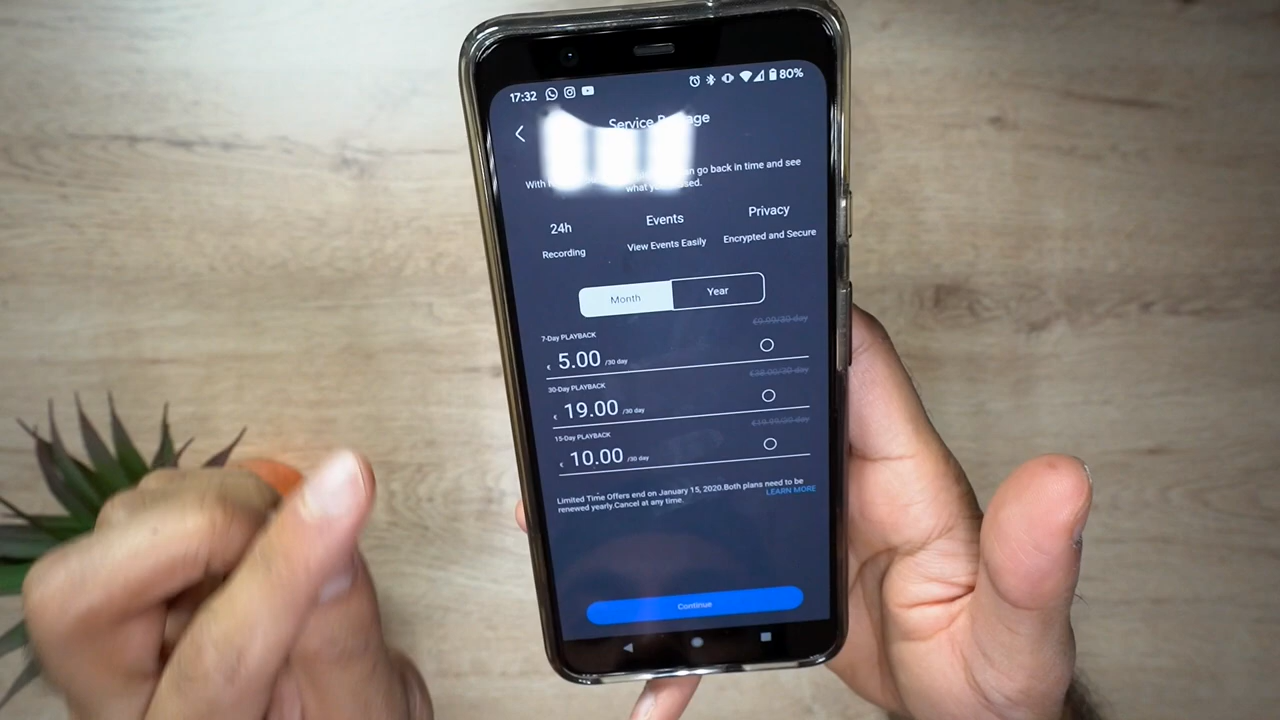 17:32 80%
Service
With go back in time and see
what
24h Events Privacy
Recording View Events Easily Encrypted and Secure
Month Year
7-Day PLAYBACK
€ 5.00 /30 day
30-Day PLAYBACK
€ 19.00 /30 day
15-Day PLAYBACK
€ 10.00 /30 day
Limited Time Offers end on January 15, 2020.Both plans need to be
renewed yearly.Cancel at any time. LEARN MORE
Continue